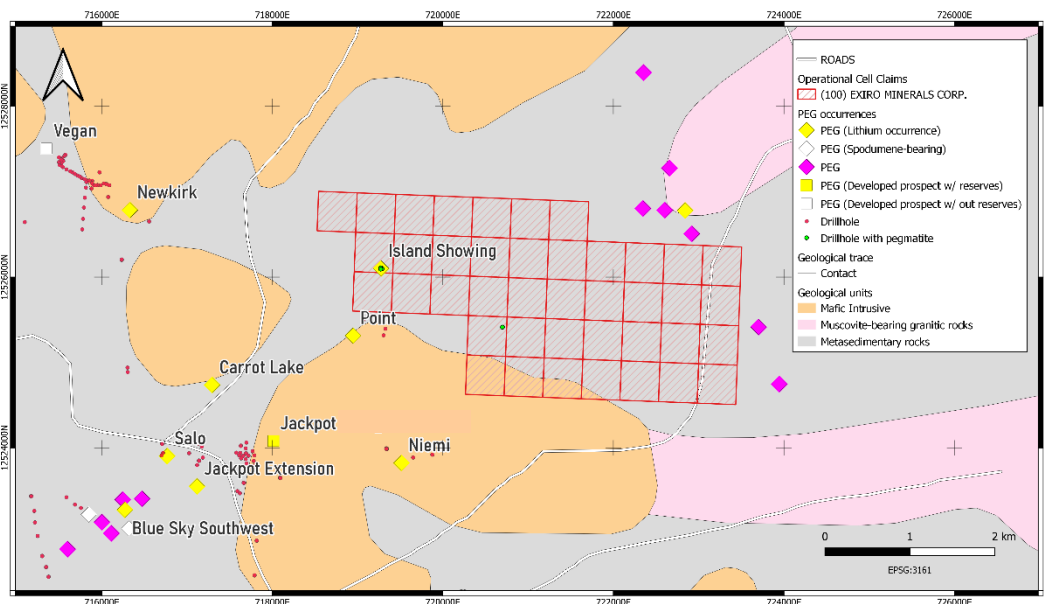 716000E 718000E 720000E 722000E 724000E 726000E
12528000N
12526000N
12524000N
Vegan
Newkirk
Island Showing
Point
Carrot Lake
Jackpot
Salo
Niemi
Jackpot Extension
Blue Sky Southwest
ROADS
Operational Cell Claims
(100) EXIRO MINERALS CORP.
PEG occurrences
PEG (Lithium occurrence)
PEG (Spodumene-bearing)
PEG
PEG (Developed prospect w/ reserves)
PEG (Developed prospect w/ out reserves)
Drillhole
Drillhole with pegmatite
Geological trace
Contact
Geological units
Mafic Intrusive
Muscovite-bearing granitic rocks
Metasedimentary rocks
0 1 2 km
EPSG:3161
12528000N
12526000N
12524000N
716000E 718000E 720000E 722000E 724000E 726000E